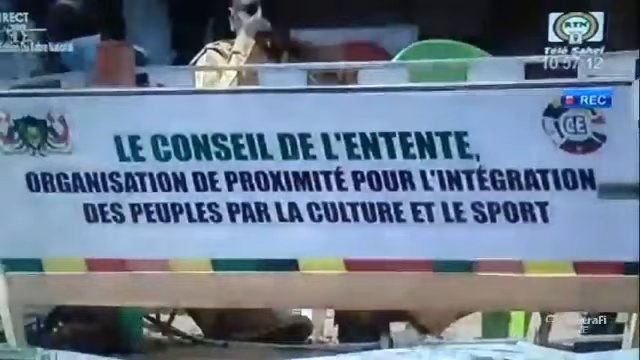 DIRECT
RTN
Télé Sahel
10:57:12
REC
CE
LE CONSEIL DE L'ENTENTE,
ORGANISATION DE PROXIMITÉ POUR L'INTÉGRATION
DES PEUPLES PAR LA CULTURE ET LE SPORT